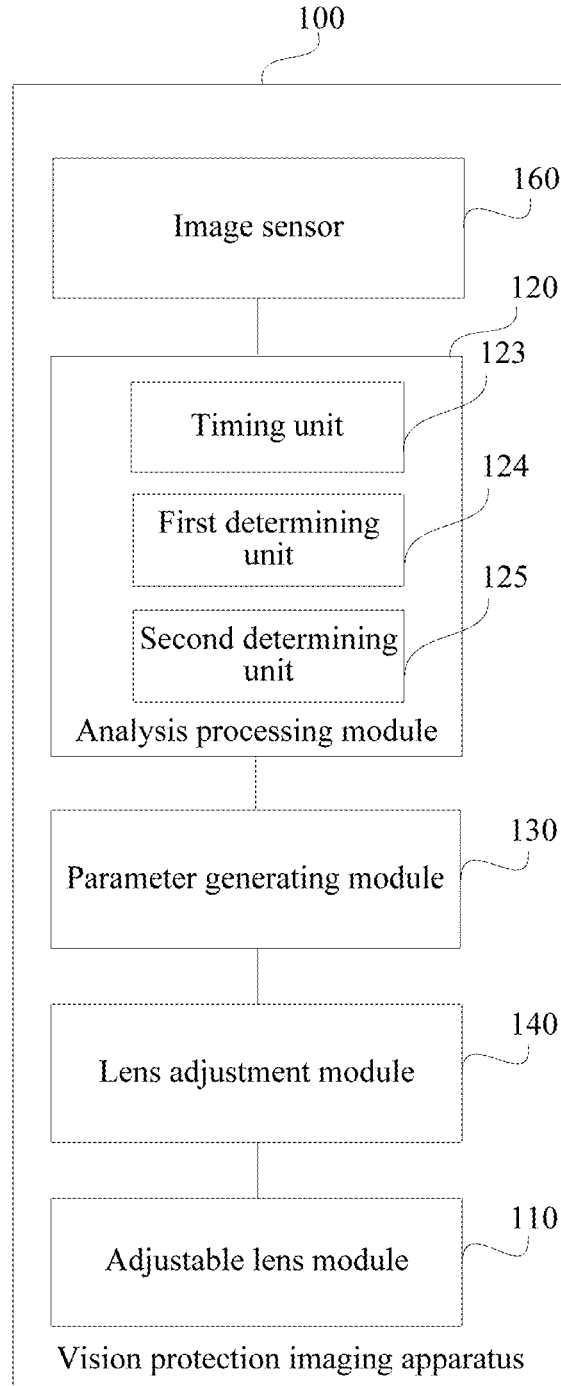 100
160
Image sensor
120
123
Timing unit
124
First determining
unit
125
Second determining
unit
Analysis processing module
130
Parameter generating module
140
Lens adjustment module
110
Adjustable lens module
Vision protection imaging apparatus